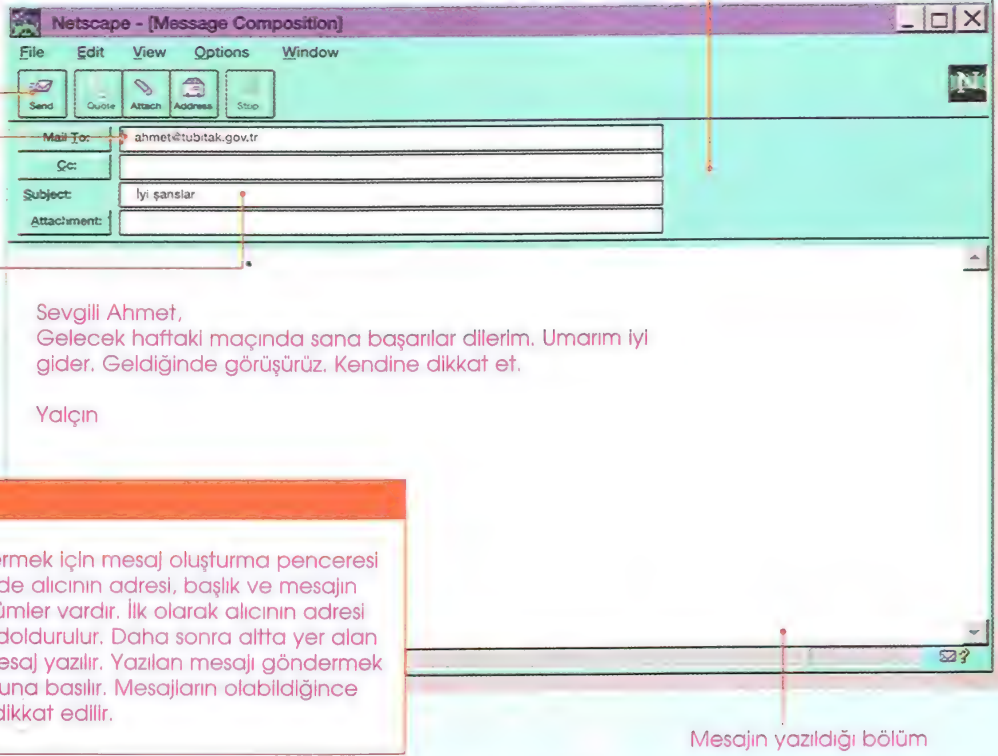 Netscape - [Message Composition]
File Edit View Options Window
Send Quote Attach Address Stop
N
Mail To: ahmet@tubitak.gov.tr
Cc:
Subject: İyi şanslar
Attachment:
Sevgili Ahmet,
Gelecek haftaki maçında sana başarılar dilerim. Umarım iyi
gider. Geldiğinde görüşürüz. Kendine dikkat et.
Yalçın
ermek için mesaj oluşturma penceresi
de alıcının adresi, başlık ve mesajın
ümler vardır. İlk olarak alıcının adresi
doldurulur. Daha sonra altta yer alan
esaj yazılır. Yazılan mesajı göndermek
una basılır. Mesajların olabildiğince
dikkat edilir.
Mesajın yazıldığı bölüm